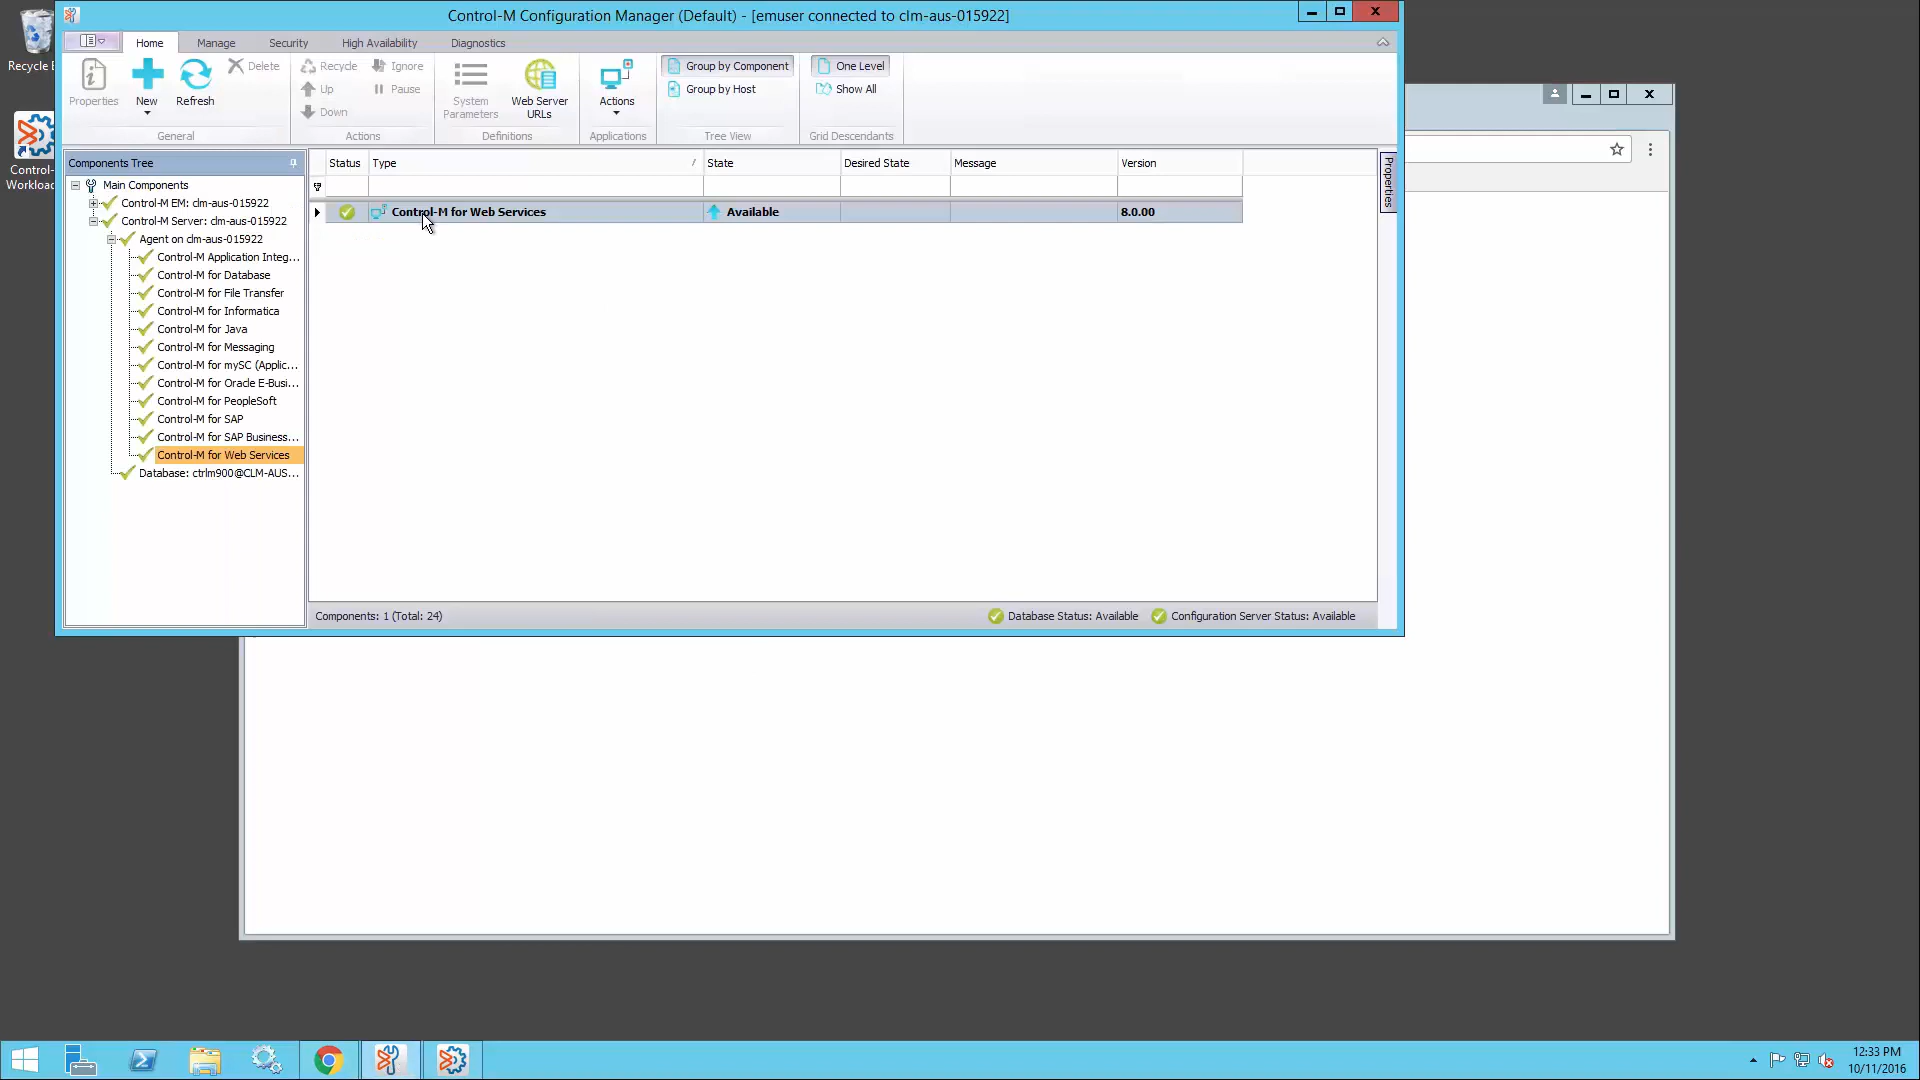 Recycle B
Control-
Workload
Control-M Configuration Manager (Default) - [emuser connected to clm-aus-015922]
Home
Manage
Security
High Availability
Diagnostics
Properties
New
Refresh
Delete
General
Recycle
Up
Down
Ignore
Pause
Actions
System
Parameters
Web Server
URLs
Definitions
Actions
Applications
Group by Component
Group by Host
Tree View
One Level
Show All
Grid Descendants
Components Tree
Main Components
Control-M EM: clm-aus-015922
Control-M Server: clm-aus-015922
Agent on clm-aus-015922
Control-M Application Integ...
Control-M for Database
Control-M for File Transfer
Control-M for Informatica
Control-M for Java
Control-M for Messaging
Control-M for mySC (Applic...
Control-M for Oracle E-Busi...
Control-M for PeopleSoft
Control-M for SAP
Control-M for SAP Business...
Control-M for Web Services
Database: ctrlm900@CLM-AUS...
Status Type State Desired State Message Version
Control-M for Web Services Available 8.0.00
Properties
Components: 1 (Total: 24)
Database Status: Available
Configuration Server Status: Available
12:33 PM
10/11/2016